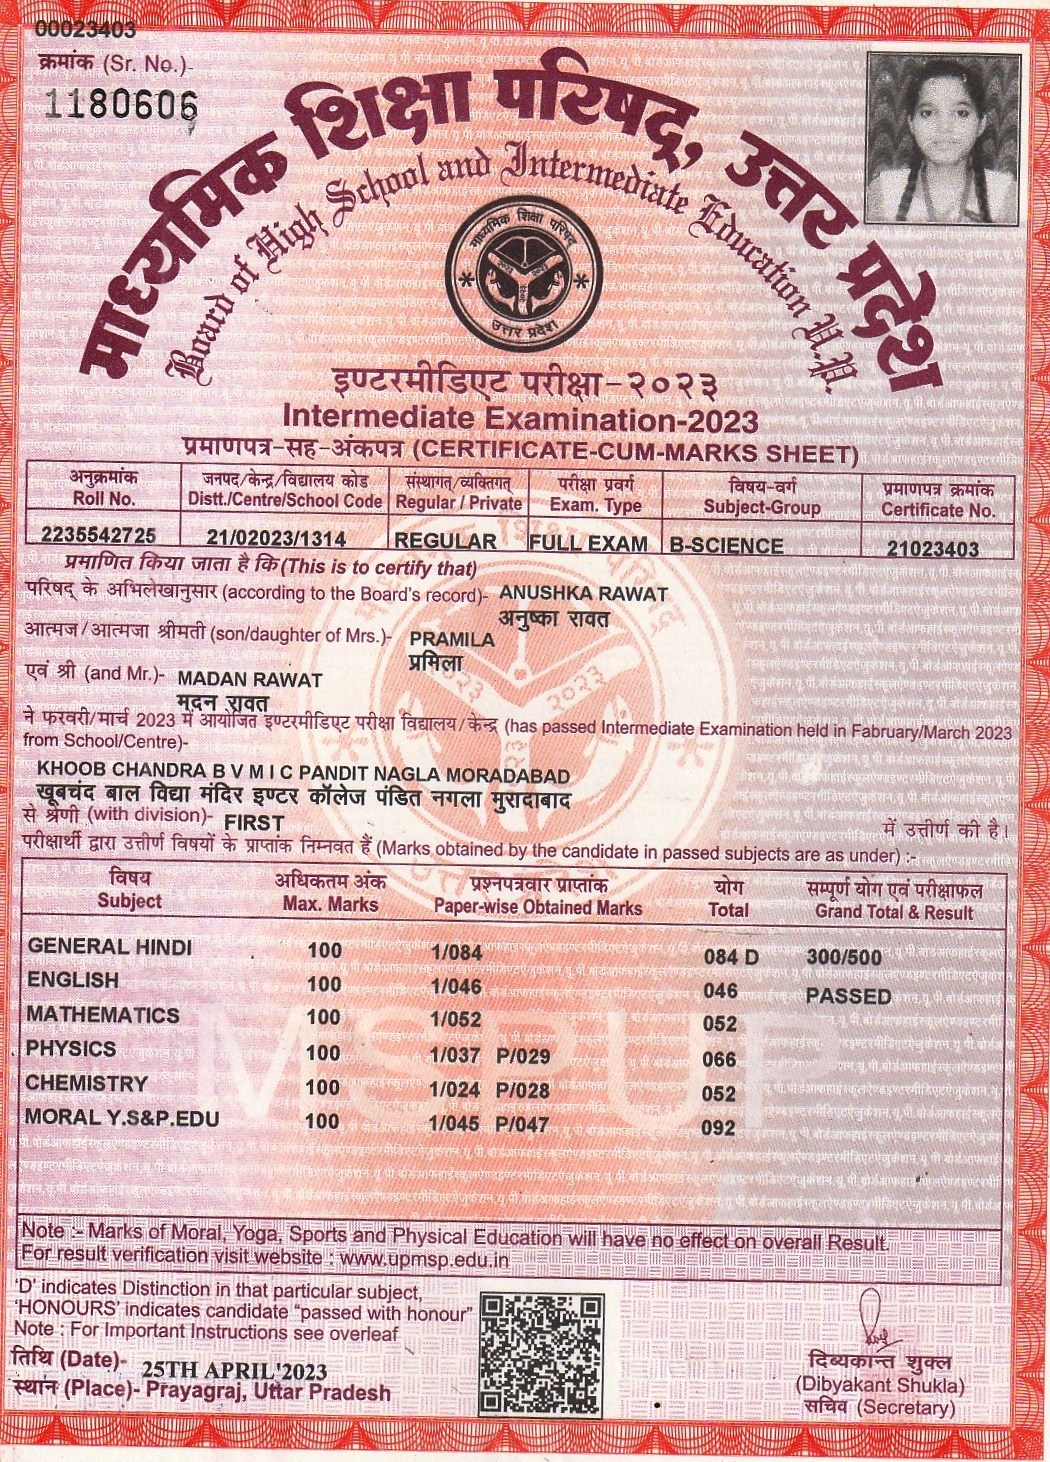 00023403
क्रमांक (Sr. No.)-
1180606
माध्यमिक शिक्षा परिषद्, उत्तर प्रदेश
Board of High School and Intermediate Education U.P.
माध्यमिक शिक्षा परिषद्
उत्तर प्रदेश
इण्टरमीडिएट परीक्षा-२०२३
Intermediate Examination-2023
प्रमाणपत्र-सह-अंकपत्र (CERTIFICATE-CUM-MARKS SHEET)
अनुक्रमांक जनपद/केन्द्र/विद्यालय कोड संस्थागत्/व्यक्तिगत् परीक्षा प्रवर्ग विषय-वर्ग प्रमाणपत्र क्रमांक
Roll No. Distt./Centre/School Code Regular / Private Exam. Type Subject-Group Certificate No.
2235542725 21/02023/1314 REGULAR FULL EXAM B-SCIENCE 21023403
प्रमाणित किया जाता है कि (This is to certify that)
परिषद् के अभिलेखानुसार (according to the Board's record)- ANUSHKA RAWAT
अनुष्का रावत
आत्मज/आत्मजा श्रीमती (son/daughter of Mrs.)- PRAMILA
प्रमिला
एवं श्री (and Mr.)- MADAN RAWAT
मदन रावत
ने फरवरी/मार्च 2023 में आयोजित इण्टरमीडिएट परीक्षा विद्यालय/केन्द्र (has passed Intermediate Examination held in Fabruary/March 2023
from School/Centre)-
KHOOB CHANDRA B V M I C PANDIT NAGLA MORADABAD
खूबचंद बाल विद्या मंदिर इण्टर कॉलेज पंडित नगला मुरादाबाद
से श्रेणी (with division)- FIRST में उत्तीर्ण की है।
परीक्षार्थी द्वारा उत्तीर्ण विषयों के प्राप्तांक निम्नवत हैं (Marks obtained by the candidate in passed subjects are as under) :-
विषय अधिकतम अंक प्रश्नपत्रवार प्राप्तांक योग सम्पूर्ण योग एवं परीक्षाफल
Subject Max. Marks Paper-wise Obtained Marks Total Grand Total & Result
GENERAL HINDI 100 1/084 084 D 300/500
ENGLISH 100 1/046 046 PASSED
MATHEMATICS 100 1/052 052
PHYSICS 100 1/037 P/029 066
CHEMISTRY 100 1/024 P/028 052
MORAL Y.S&P.EDU 100 1/045 P/047 092
MSPUP
Note :- Marks of Moral, Yoga, Sports and Physical Education will have no effect on overall Result.
For result verification visit website : www.upmsp.edu.in
'D' indicates Distinction in that particular subject,
'HONOURS' indicates candidate "passed with honour"
Note : For Important Instructions see overleaf
तिथि (Date)- 25TH APRIL'2023
स्थान (Place)- Prayagraj, Uttar Pradesh
दिब्यकान्त शुक्ल
(Dibyakant Shukla)
सचिव (Secretary)